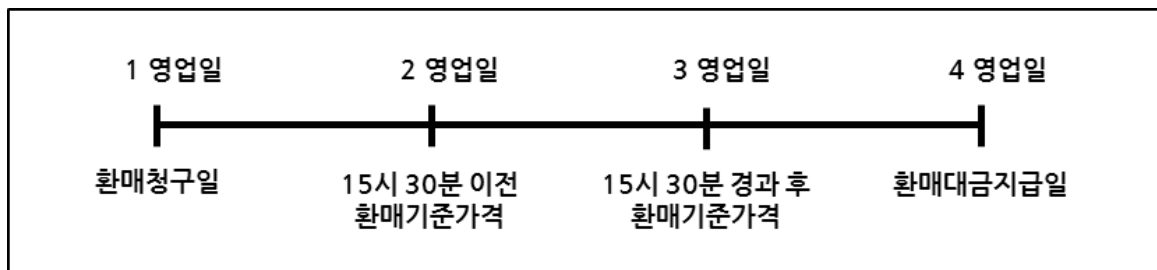 1 영업일
2 영업일
3 영업일
4 영업일
환매청구일
15시 30분 이전
환매기준가격
15시 30분 경과 후
환매기준가격
환매대금지급일